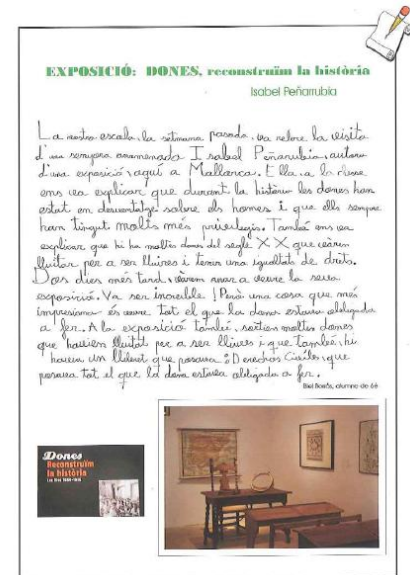 EXPOSICIÓ: DONES, reconstruïm la història
Isabel Peñarrubia
La nostra escola, la setmana passada, va rebre la visita
d'una senyora anomenada Isabel Penarrubia, autora
d'una exposició, aquí a Mallorca. Ella, a la classe
ens va explicar que durant la història les dones han
estat en desventatge sobre els homes i que ells sempre
han tingut molts més privilegis. També ens va
explicar que hi ha moltes dones del segle XX que
lluitar per a ser lliures i tenir una igualtat de drets.
Dos dies més tard, anar a veure la seva
exposició. Va ser increïble! Però una cosa que més
impresiona és veure tot el que la dona estava obligada
a fer. A la exposició també, sortien moltes dones
que havien lluitat per a ser lliures i que també, hi
havia un llibret que posava: Derechos Civiles, que
posava tot el que la dona estava obligada a fer.
Biel Barós, alumne de 6è
Dones
Reconstruïm
la història